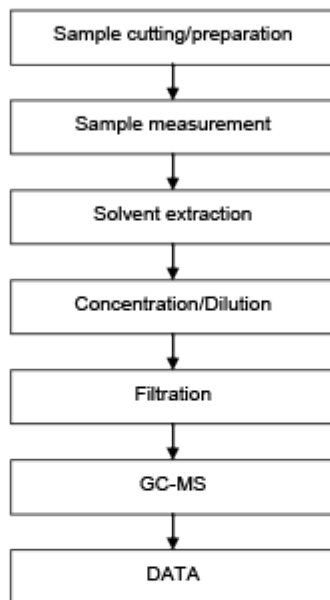 Sample cutting/preparation
Sample measurement
Solvent extraction
Concentration/Dilution
Filtration
GC-MS
DATA